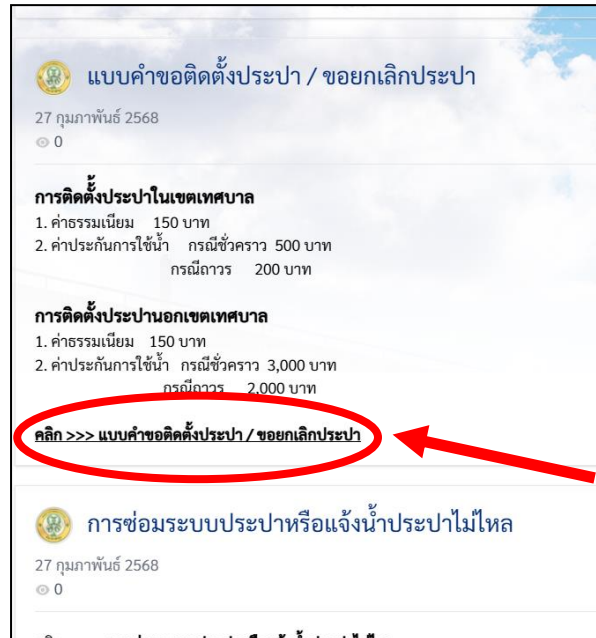 แบบคำขอติดตั้งประปา / ขอยกเลิกประปา
27 กุมภาพันธ์ 2568
0
การติดตั้งประปาในเขตเทศบาล
1. ค่าธรรมเนียม 150 บาท
2. ค่าประกันการใช้น้ำ กรณีชั่วคราว 500 บาท
กรณีถาวร 200 บาท
การติดตั้งประปานอกเขตเทศบาล
1. ค่าธรรมเนียม 150 บาท
2. ค่าประกันการใช้น้ำ กรณีชั่วคราว 3,000 บาท
กรณีถาวร 2,000 บาท
คลิก >>> แบบคำขอติดตั้งประปา / ขอยกเลิกประปา
การซ่อมระบบประปาหรือแจ้งน้ำประปาไม่ไหล
27 กุมภาพันธ์ 2568
0